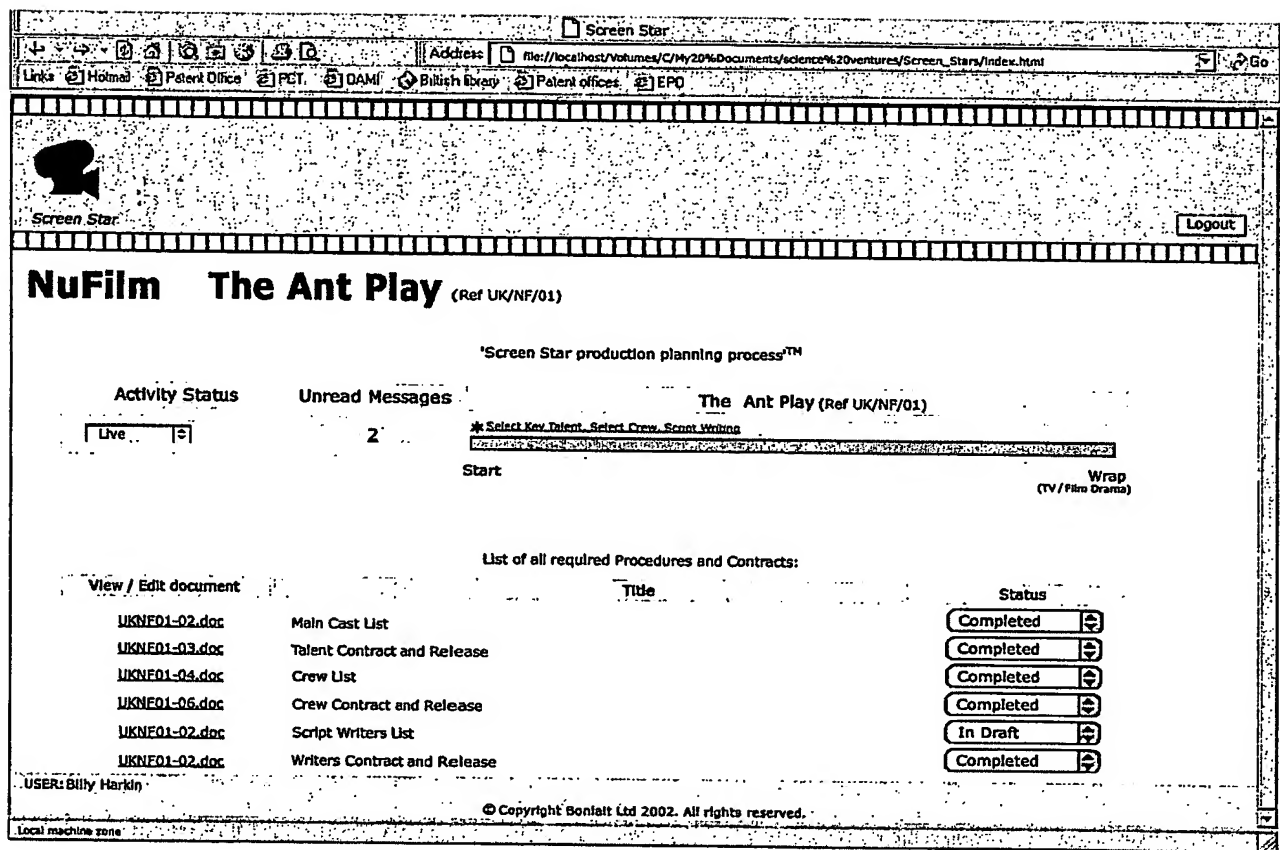 Screen Star
Address file://localhost/Volumes/C/My20%Documents/science%20ventures/Screen_Stars/index.html Go
Links Hotmail Patent Office PCT. OAMI British library Patent offices EPO
Screen Star
Logout
NuFilm The Ant Play (Ref UK/NF/01)
'Screen Star production planning process'™
Activity Status Unread Messages The Ant Play (Ref UK/NF/01)
Live 2 * Select Key Talent, Select Crew, Script Writing
Start Wrap
(TV / Film Drama)
List of all required Procedures and Contracts:
View / Edit document Title Status
UKNF01-02.doc Main Cast List Completed
UKNF01-03.doc Talent Contract and Release Completed
UKNF01-04.doc Crew List Completed
UKNF01-06.doc Crew Contract and Release Completed
UKNF01-02.doc Script Writers List In Draft
UKNF01-02.doc Writers Contract and Release Completed
USER: Billy Harkin
© Copyright Bonlait Ltd 2002. All rights reserved.
Local machine zone